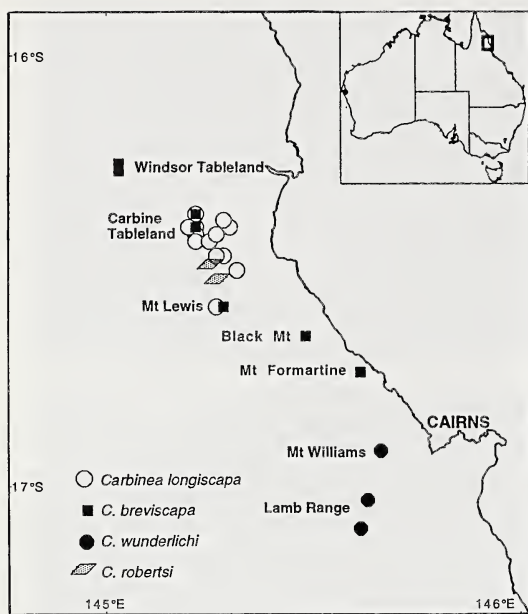 16°S
Windsor Tableland
Carbine
Tableland
Mt Lewis
Black Mt
Mt Formartine
CAIRNS
Mt Williams
Lamb Range
17°S
Carbinea longiscapa
C. breviscapa
C. wunderlichi
C. robertsi
145°E
146°E